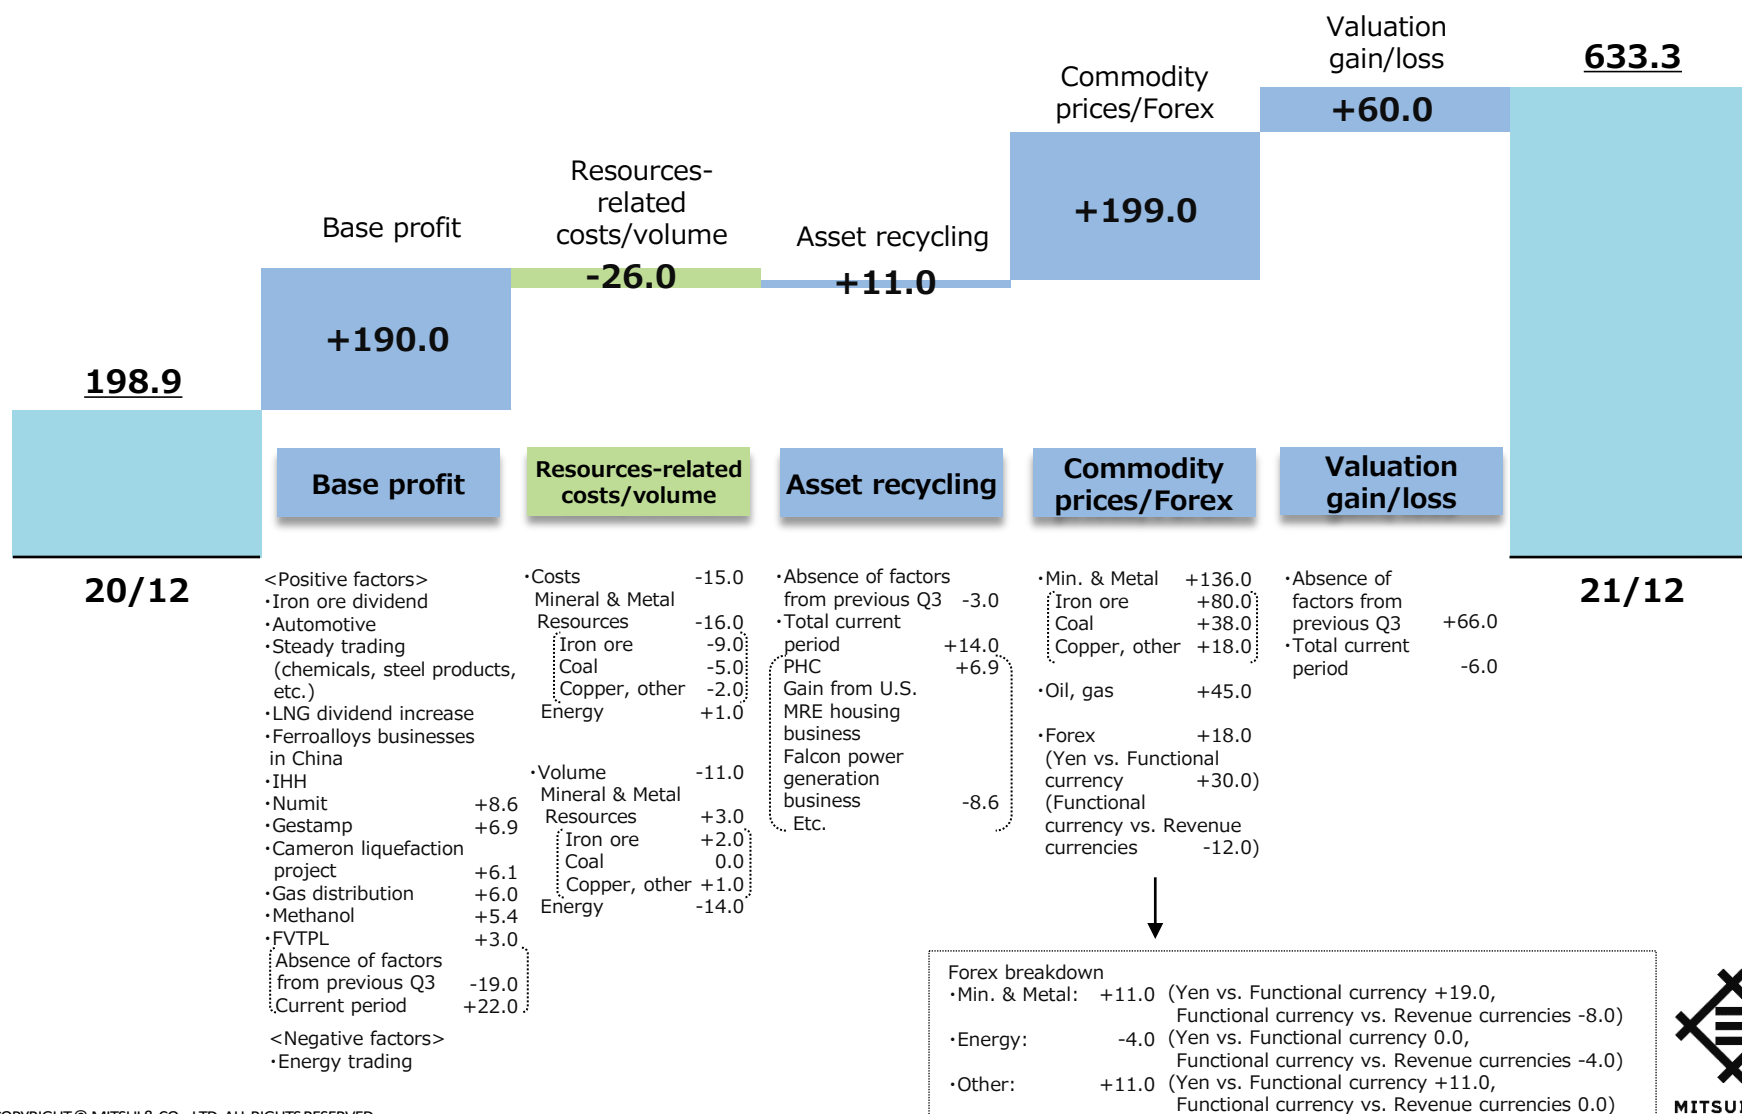 Valuation
gain/loss
633.3
Commodity
prices/Forex
+60.0
Resources-
related
costs/volume
+199.0
Base profit
Asset recycling
-26.0
+11.0
+190.0
198.9
Base profit
Resources-related
costs/volume
Asset recycling
Commodity
prices/Forex
Valuation
gain/loss
20/12
21/12
<Positive factors>
・Iron ore dividend
・Automotive
・Steady trading
(chemicals, steel products,
etc.)
・LNG dividend increase
・Ferroalloys businesses
in China
・IHH
・Numit +8.6
・Gestamp +6.9
・Cameron liquefaction
project +6.1
・Gas distribution +6.0
・Methanol +5.4
・FVTPL +3.0
Absence of factors
from previous Q3 -19.0
Current period +22.0
<Negative factors>
・Energy trading
・Costs -15.0
Mineral & Metal
Resources -16.0
Iron ore -9.0
Coal -5.0
Copper, other -2.0
Energy +1.0
・Volume -11.0
Mineral & Metal
Resources +3.0
Iron ore +2.0
Coal 0.0
Copper, other +1.0
Energy -14.0
・Absence of factors
from previous Q3 -3.0
・Total current
period +14.0
PHC +6.9
Gain from U.S.
MRE housing
business
Falcon power
generation
business -8.6
Etc.
・Min. & Metal +136.0
Iron ore +80.0
Coal +38.0
Copper, other +18.0
・Oil, gas +45.0
・Forex +18.0
(Yen vs. Functional
currency +30.0)
(Functional
currency vs. Revenue
currencies -12.0)
・Absence of
factors from
previous Q3 +66.0
・Total current
period -6.0
Forex breakdown
・Min. & Metal: +11.0 (Yen vs. Functional currency +19.0,
Functional currency vs. Revenue currencies -8.0)
・Energy: -4.0 (Yen vs. Functional currency 0.0,
Functional currency vs. Revenue currencies -4.0)
・Other: +11.0 (Yen vs. Functional currency +11.0,
Functional currency vs. Revenue currencies 0.0)
MITSUI